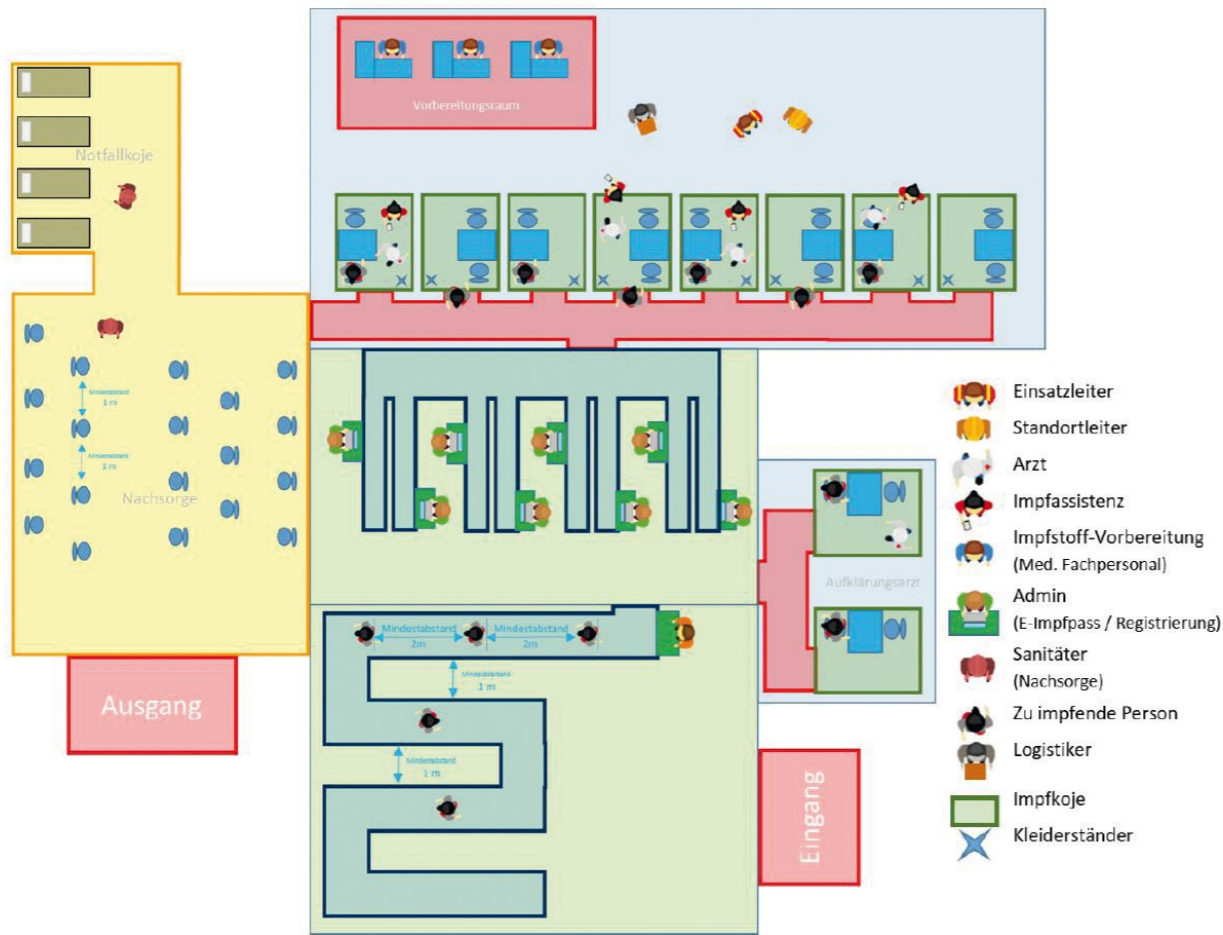 Vorbereitungsraum
Notfallkoje
Mindestabstand
1 m
Mindestabstand
1 m
Nachsorge
Ausgang
Mindestabstand
2m
Mindestabstand
2m
Mindestabstand
1 m
Mindestabstand
1 m
Aufklärungsarzt
Eingang
Einsatzleiter
Standortleiter
Arzt
Impfassistenz
Impfstoff-Vorbereitung
(Med. Fachpersonal)
Admin
(E-Impfpass / Registrierung)
Sanitäter
(Nachsorge)
Zu impfende Person
Logistiker
Impfkoje
Kleiderständer